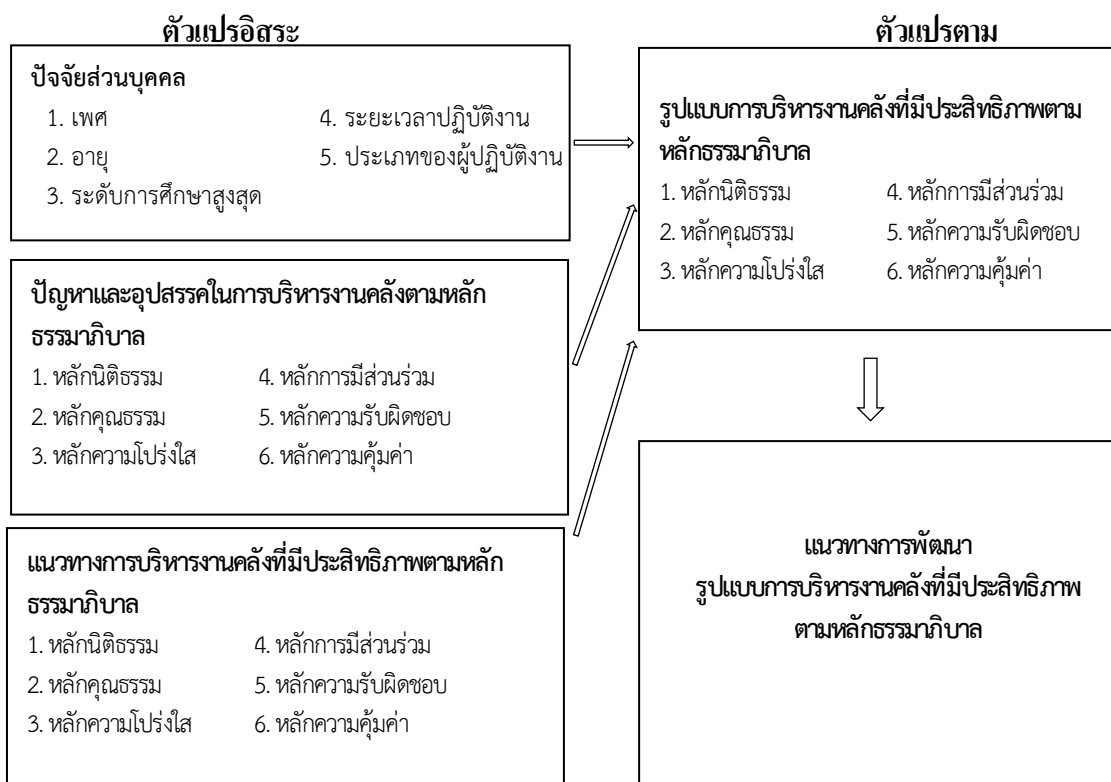 ตัวแปรอิสระ
ปัจจัยส่วนบุคคล
1. เพศ 4. ระยะเวลาปฏิบัติงาน
2. อายุ 5. ประเภทของผู้ปฏิบัติงาน
3. ระดับการศึกษาสูงสุด
ปัญหาและอุปสรรคในการบริหารงานคลังตามหลัก
ธรรมาภิบาล
1. หลักนิติธรรม 4. หลักการมีส่วนร่วม
2. หลักคุณธรรม 5. หลักความรับผิดชอบ
3. หลักความโปร่งใส 6. หลักความคุ้มค่า
แนวทางการบริหารงานคลังที่มีประสิทธิภาพตามหลัก
ธรรมาภิบาล
1. หลักนิติธรรม 4. หลักการมีส่วนร่วม
2. หลักคุณธรรม 5. หลักความรับผิดชอบ
3. หลักความโปร่งใส 6. หลักความคุ้มค่า
ตัวแปรตาม
รูปแบบการบริหารงานคลังที่มีประสิทธิภาพตาม
หลักธรรมาภิบาล
1. หลักนิติธรรม 4. หลักการมีส่วนร่วม
2. หลักคุณธรรม 5. หลักความรับผิดชอบ
3. หลักความโปร่งใส 6. หลักความคุ้มค่า
แนวทางการพัฒนา
รูปแบบการบริหารงานคลังที่มีประสิทธิภาพ
ตามหลักธรรมาภิบาล